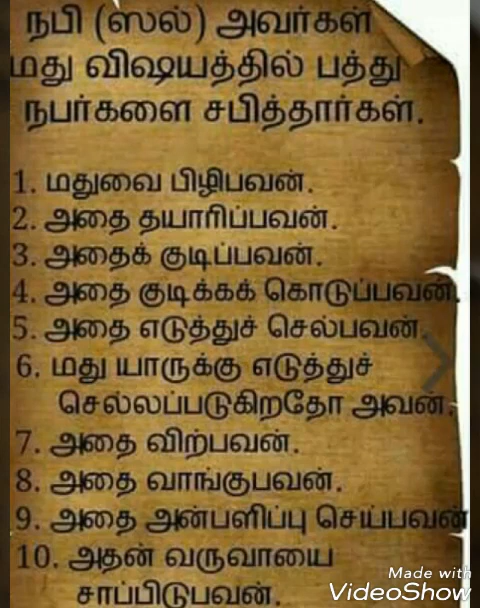 நபி (ஸல்) அவர்கள்
மது விஷயத்தில் பத்து
நபர்களை சபித்தார்கள்.
1. மதுவை பிழிபவன்.
2. அதை தயாரிப்பவன்.
3. அதைக் குடிப்பவன்.
4. அதை குடிக்கக் கொடுப்பவன்.
5. அதை எடுத்துச் செல்பவன்.
6. மது யாருக்கு எடுத்துச்
செல்லப்படுகிறதோ அவன்.
7. அதை விற்பவன்.
8. அதை வாங்குபவன்.
9. அதை அன்பளிப்பு செய்பவன்
10. அதன் வருவாயை
சாப்பிடுபவன்.
Made with
VideoShow